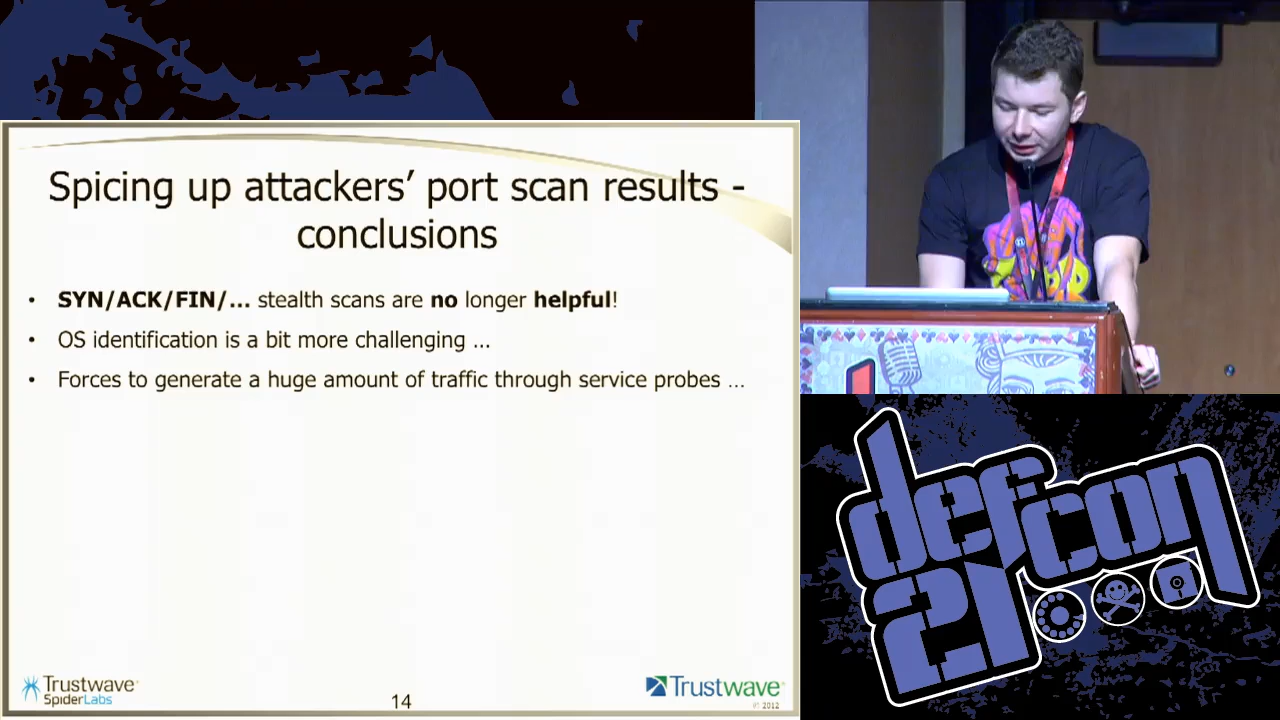 Spicing up attackers’ port scan results -
conclusions
• SYN/ACK/FIN/... stealth scans are no longer helpful!
• OS identification is a bit more challenging ...
• Forces to generate a huge amount of traffic through service probes ...
Trustwave®
SpiderLabs®
14
Trustwave®
© 2012
defcon
21